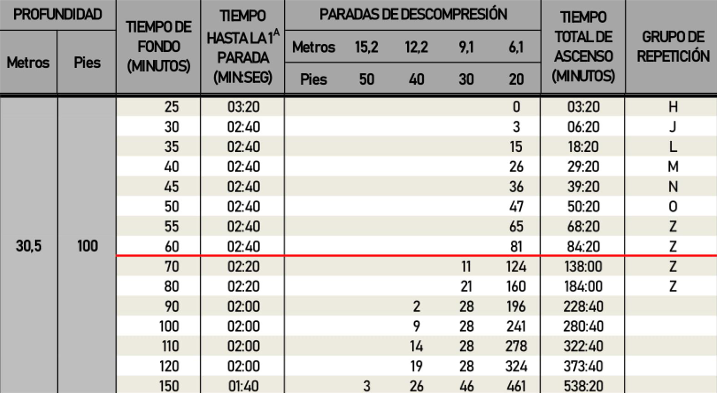 PROFUNDIDAD TIEMPO DE FONDO (MINUTOS) TIEMPO HASTA LA 1ᴬ PARADA (MIN:SEG) PARADAS DE DESCOMPRESIÓN TIEMPO TOTAL DE ASCENSO (MINUTOS) GRUPO DE REPETICIÓN
Metros Pies Metros 15,2 12,2 9,1 6,1
Pies 50 40 30 20
25 03:20 0 03:20 H
30 02:40 3 06:20 J
35 02:40 15 18:20 L
40 02:40 26 29:20 M
45 02:40 36 39:20 N
50 02:40 47 50:20 O
55 02:40 65 68:20 Z
30,5 100 60 02:40 81 84:20 Z
70 02:20 11 124 138:00 Z
80 02:20 21 160 184:00 Z
90 02:00 2 28 196 228:40
100 02:00 9 28 241 280:40
110 02:00 14 28 278 322:40
120 02:00 19 28 324 373:40
150 01:40 3 26 46 461 538:20